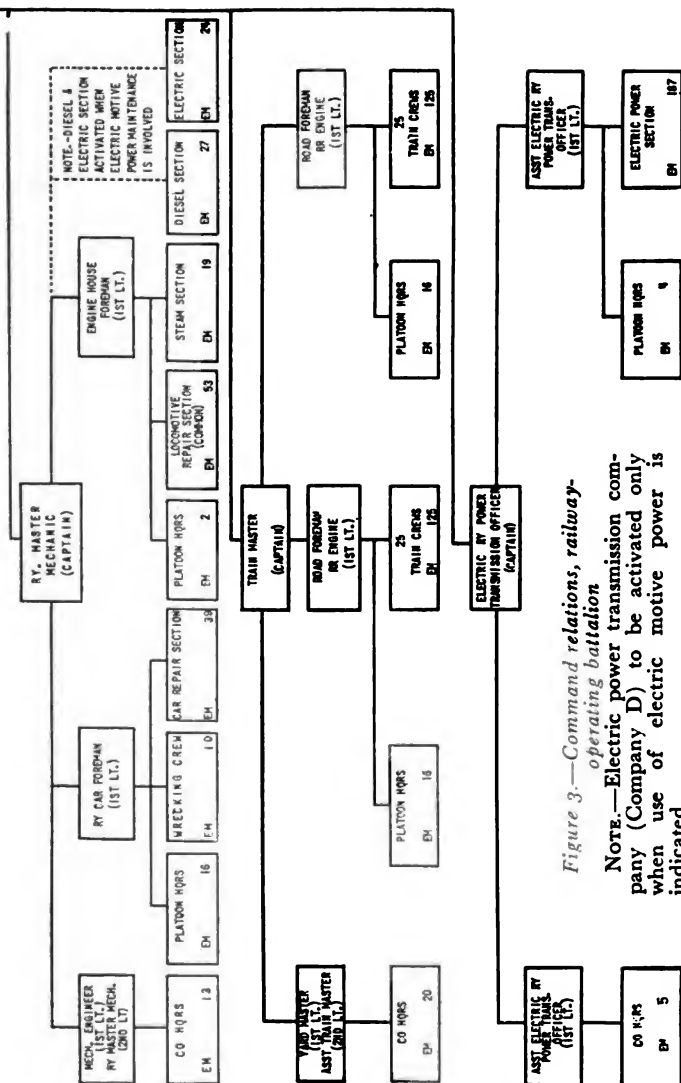 RY. MASTER
MECHANIC
(CAPTAIN)
NOTE.-DIESEL &
ELECTRIC SECTION
ACTIVATED WHEN
ELECTRIC MOTIVE
POWER MAINTENANCE
IS INVOLVED
MECH. ENGINEER
(1ST LT.)
RY MASTER MECH.
(2ND LT)
RY CAR FOREMAN
(1ST LT.)
ENGINE HOUSE
FOREMAN
(1ST LT.)
CO HQRS
EM 13
PLATOON HQRS
EM 16
WRECKING CREW
EM 10
CAR REPAIR SECTION
EM 39
PLATOON HQRS
EM 2
LOCOMOTIVE
REPAIR SECTION
(COMMON)
EM 53
STEAM SECTION
EM 19
DIESEL SECTION
EM 27
ELECTRIC SECTION
EM
TRAIN MASTER
(CAPTAIN)
YARD MASTER
(1ST LT.)
ASST TRAIN MASTER
(2ND LT.)
ROAD FOREMAN
RR ENGINE
(1ST LT.)
ROAD FOREMAN
RR ENGINE
(1ST LT.)
CO HQRS
EM 20
PLATOON HQRS
EM 16
25
TRAIN CREWS
EM 125
PLATOON HQRS
EM 16
25
TRAIN CREWS
EM 125
ELECTRIC RY POWER
TRANSMISSION OFFICER
(CAPTAIN)
ASST ELECTRIC RY
POWER TRANS.
OFFICER
(1ST LT.)
ASST ELECTRIC RY
POWER TRANS-
OFFICER
(1ST LT.)
CO HQRS
EM 5
PLATOON HQRS
EM
ELECTRIC POWER
SECTION
EM 187
Figure 3.—Command relations, railway-
operating battalion
NOTE.—Electric power transmission com-
pany (Company D) to be activated only
when use of electric motive power is
indicated